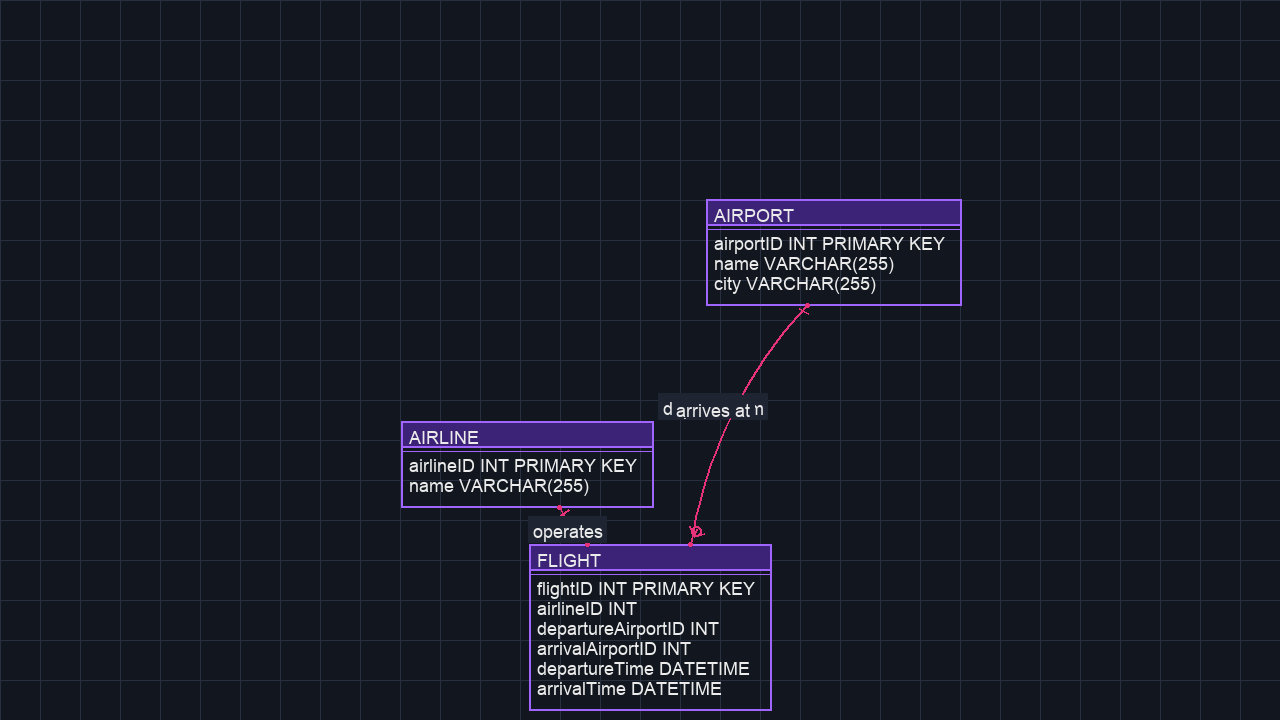 AIRPORT
airportID INT PRIMARY KEY
name VARCHAR(255)
city VARCHAR(255)
arrives at
AIRLINE
airlineID INT PRIMARY KEY
name VARCHAR(255)
operates
FLIGHT
flightID INT PRIMARY KEY
airlineID INT
departureAirportID INT
arrivalAirportID INT
departureTime DATETIME
arrivalTime DATETIME